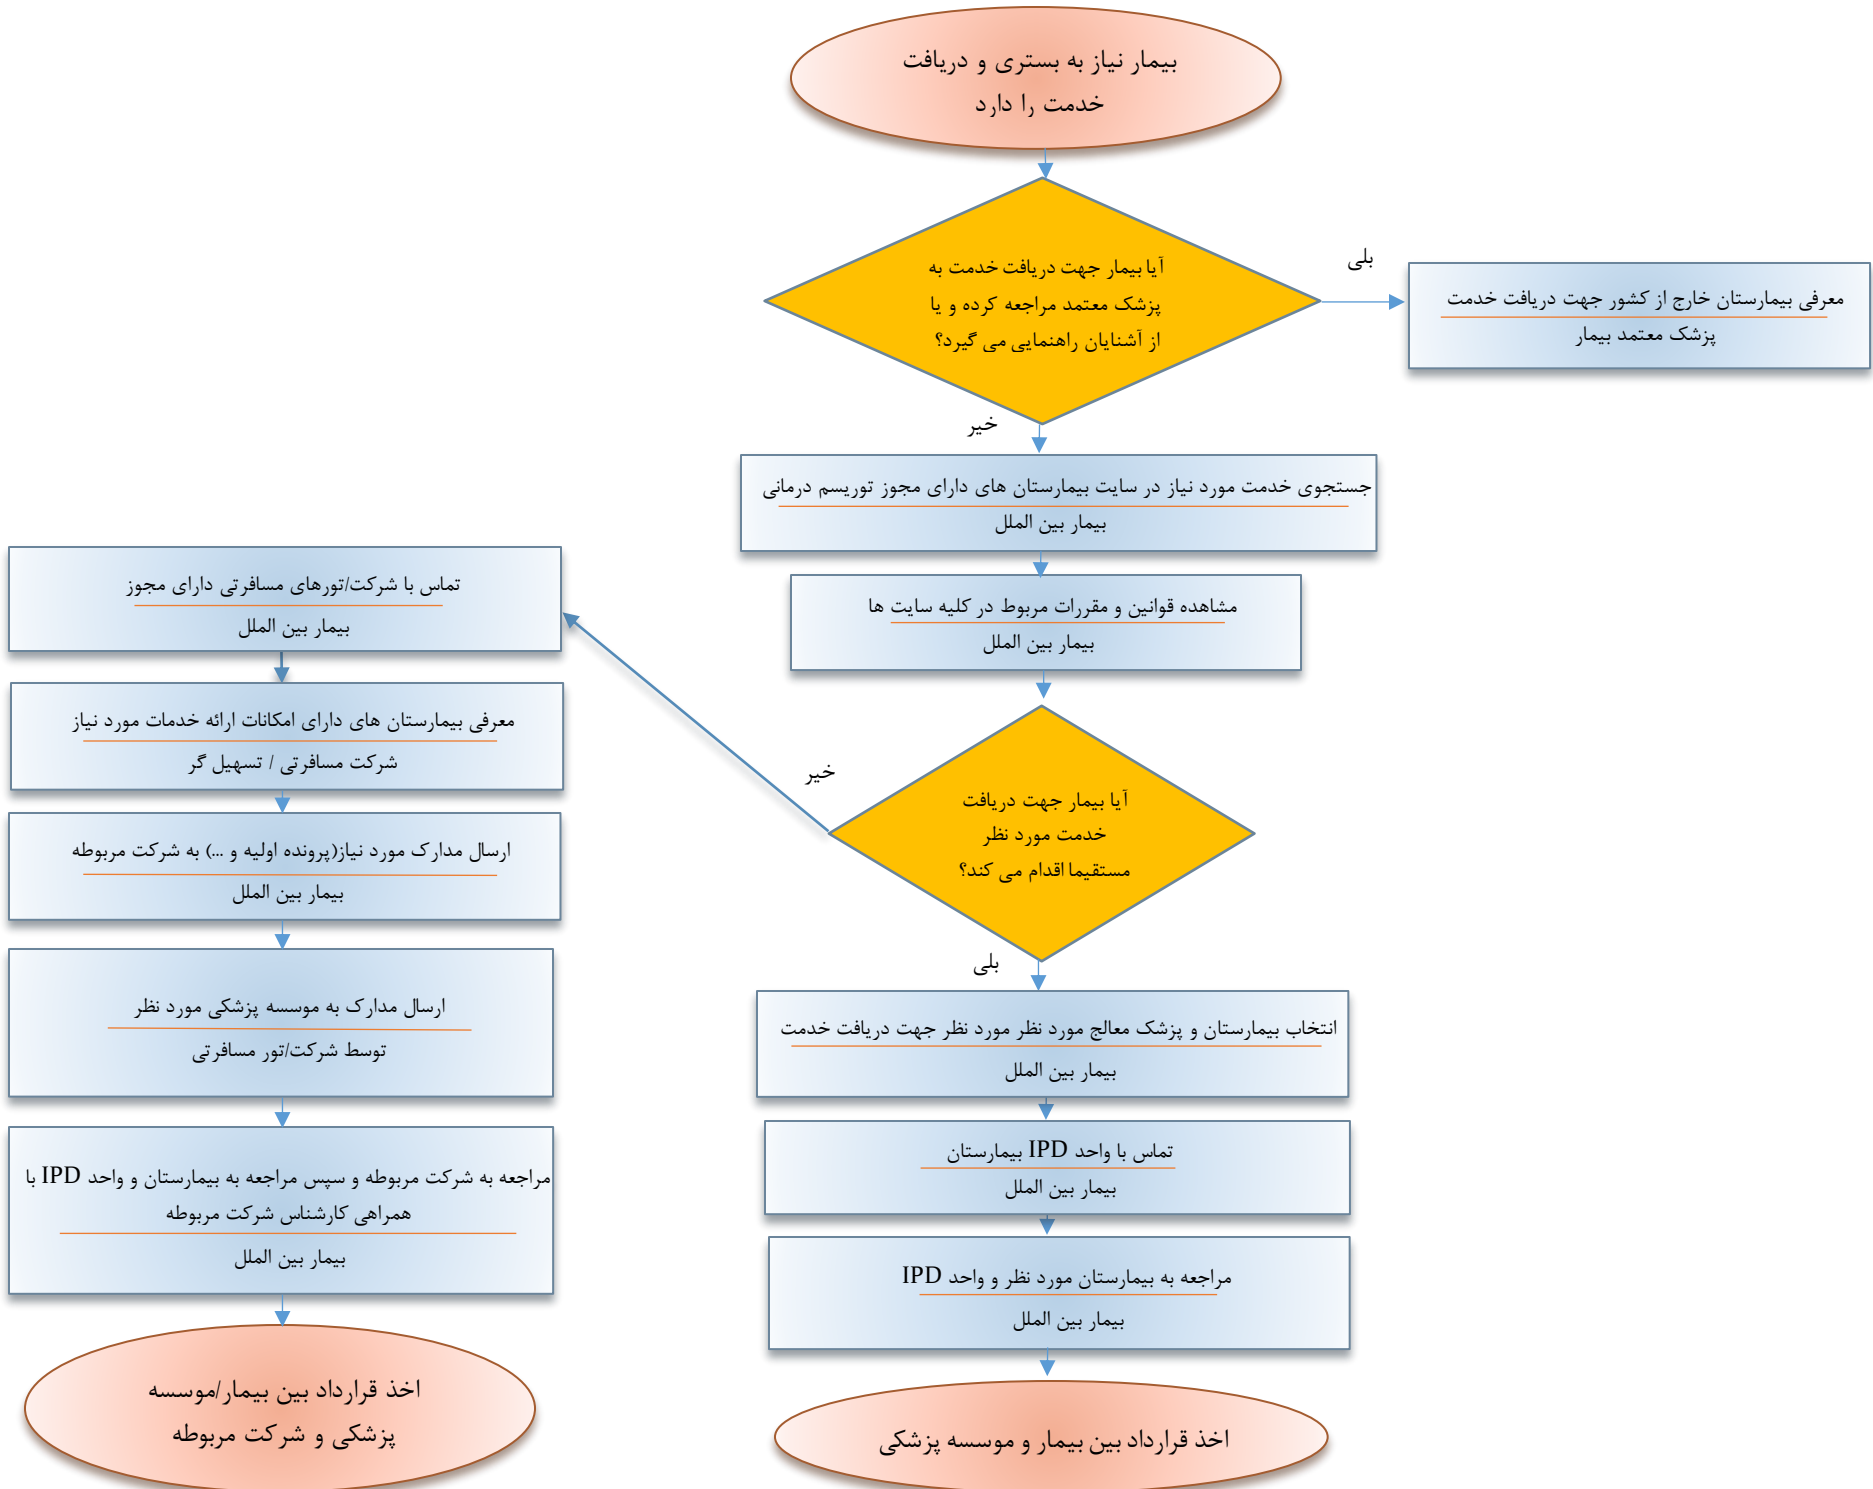 بیمار نیاز به بستری و دریافت
خدمت را دارد
آیا بیمار جهت دریافت خدمت به
پزشک معتمد مراجعه کرده و یا
از آشنایان راهنمایی می گیرد؟
بلی
معرفی بیمارستان خارج از کشور جهت دریافت خدمت
پزشک معتمد بیمار
خیر
جستجوی خدمت مورد نیاز در سایت بیمارستان های دارای مجوز توریسم درمانی
بیمار بین الملل
مشاهده قوانین و مقررات مربوط در کلیه سایت ها
بیمار بین الملل
آیا بیمار جهت دریافت
خدمت مورد نظر
مستقیما اقدام می کند؟
بلی
انتخاب بیمارستان و پزشک معالج مورد نظر مورد نظر جهت دریافت خدمت
بیمار بین الملل
تماس با واحد IPD بیمارستان
بیمار بین الملل
مراجعه به بیمارستان مورد نظر و واحد IPD
بیمار بین الملل
اخذ قرارداد بین بیمار و موسسه پزشکی
خیر
تماس با شرکت/تورهای مسافرتی دارای مجوز
بیمار بین الملل
معرفی بیمارستان های دارای امکانات ارائه خدمات مورد نیاز
شرکت مسافرتی / تسهیل گر
ارسال مدارک مورد نیاز(پرونده اولیه و ...) به شرکت مربوطه
بیمار بین الملل
ارسال مدارک به موسسه پزشکی مورد نظر
توسط شرکت/تور مسافرتی
مراجعه به شرکت مربوطه و سپس مراجعه به بیمارستان و واحد IPD با
همراهی کارشناس شرکت مربوطه
بیمار بین الملل
اخذ قرارداد بین بیمار/موسسه
پزشکی و شرکت مربوطه